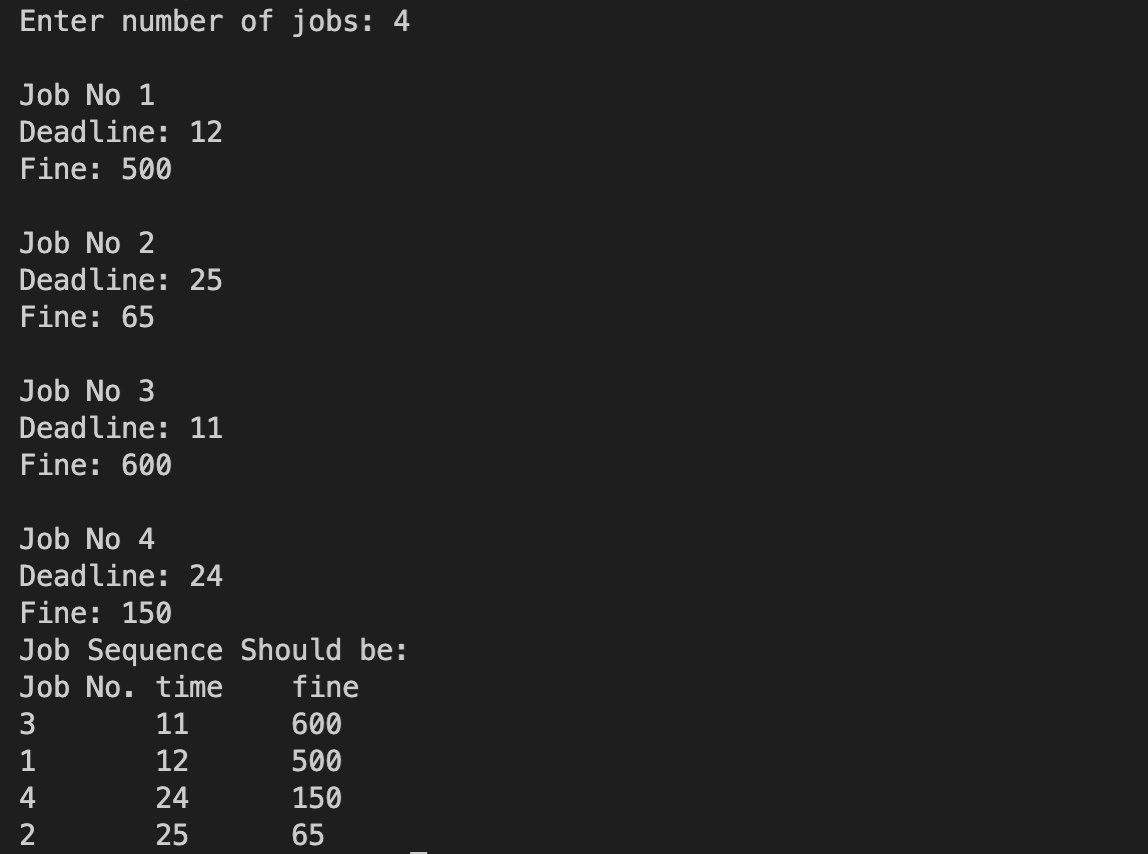 Enter number of jobs: 4
Job No 1
Deadline: 12
Fine: 500
Job No 2
Deadline: 25
Fine: 65
Job No 3
Deadline: 11
Fine: 600
Job No 4
Deadline: 24
Fine: 150
Job Sequence Should be:
Job No. time fine
3 11 600
1 12 500
4 24 150
2 25 65